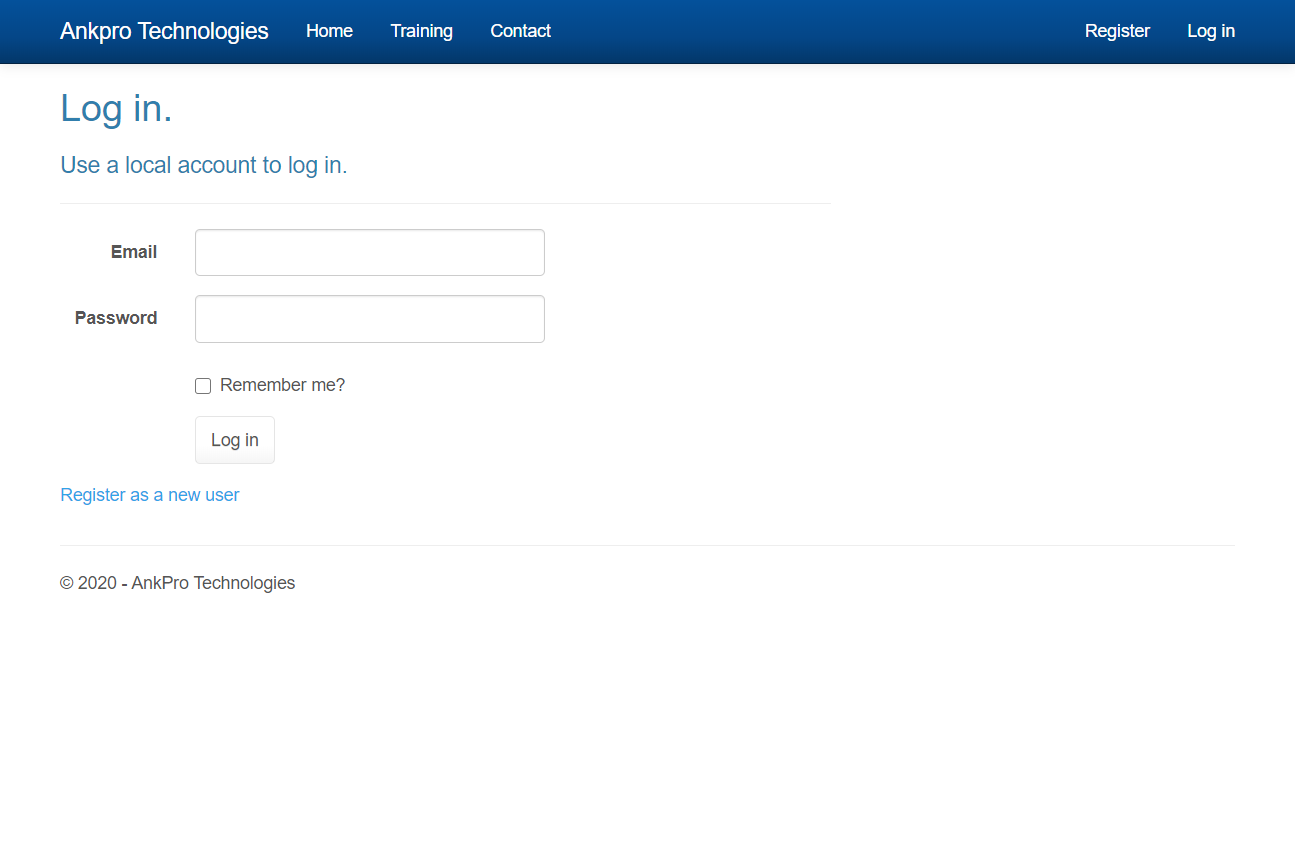 Ankpro Technologies Home Training Contact Register Log in
Log in.
Use a local account to log in.
Email
Password
Remember me?
Log in
Register as a new user
© 2020 - AnkPro Technologies